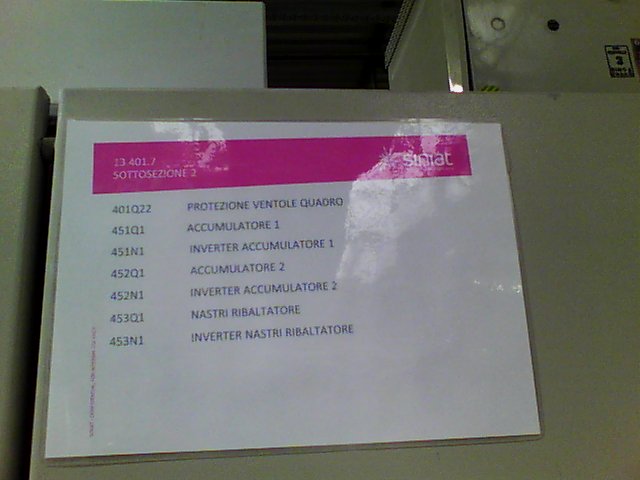 13 401.7
SOTTOSEZIONE 2
siniat
401Q22 PROTEZIONE VENTOLE QUADRO
451Q1 ACCUMULATORE 1
451N1 INVERTER ACCUMULATORE 1
452Q1 ACCUMULATORE 2
452N1 INVERTER ACCUMULATORE 2
453Q1 NASTRI RIBALTATORE
453N1 INVERTER NASTRI RIBALTATORE